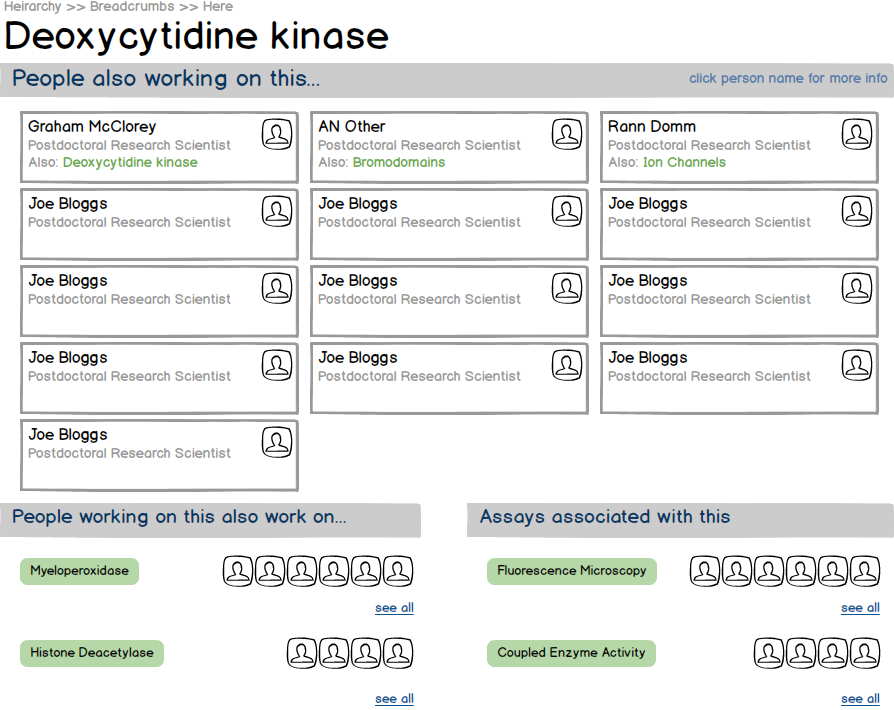 Heirarchy >> Breadcrumbs >> Here
Deoxycytidine kinase
People also working on this...
click person name for more info
Graham McClorey
Postdoctoral Research Scientist
Also: Deoxycytidine kinase
AN Other
Postdoctoral Research Scientist
Also: Bromodomains
Rann Domm
Postdoctoral Research Scientist
Also: Ion Channels
Joe Bloggs
Postdoctoral Research Scientist
Joe Bloggs
Postdoctoral Research Scientist
Joe Bloggs
Postdoctoral Research Scientist
Joe Bloggs
Postdoctoral Research Scientist
Joe Bloggs
Postdoctoral Research Scientist
Joe Bloggs
Postdoctoral Research Scientist
Joe Bloggs
Postdoctoral Research Scientist
Joe Bloggs
Postdoctoral Research Scientist
Joe Bloggs
Postdoctoral Research Scientist
Joe Bloggs
Postdoctoral Research Scientist
People working on this also work on...
Myeloperoxidase
see all
Histone Deacetylase
see all
Assays associated with this
Fluorescence Microscopy
see all
Coupled Enzyme Activity
see all